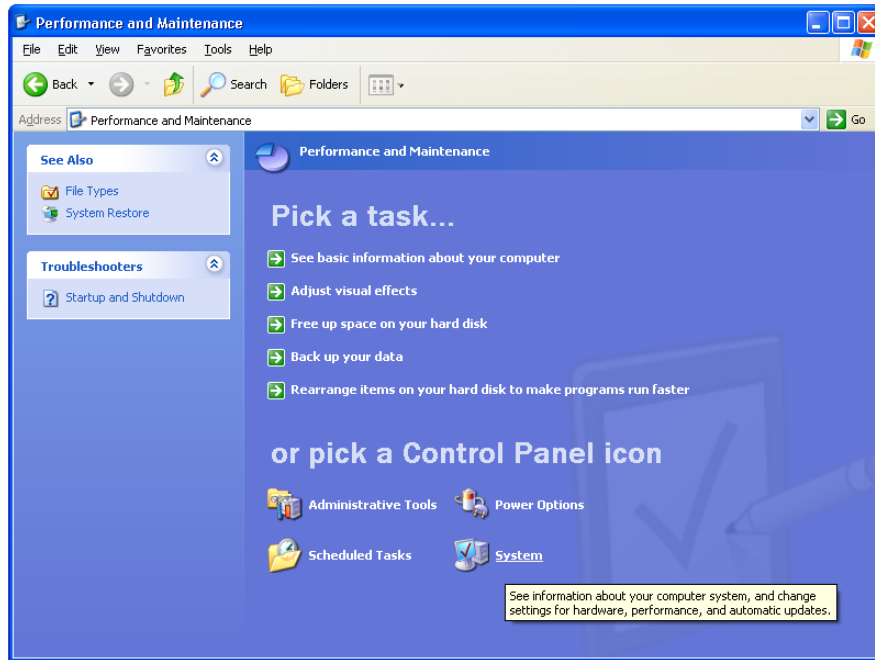 Performance and Maintenance
File Edit View Favorites Tools Help
Back Search Folders
Address Performance and Maintenance Go
See Also
File Types
System Restore
Troubleshooters
Startup and Shutdown
Performance and Maintenance
Pick a task...
See basic information about your computer
Adjust visual effects
Free up space on your hard disk
Back up your data
Rearrange items on your hard disk to make programs run faster
or pick a Control Panel icon
Administrative Tools Power Options
Scheduled Tasks System
See information about your computer system, and change
settings for hardware, performance, and automatic updates.